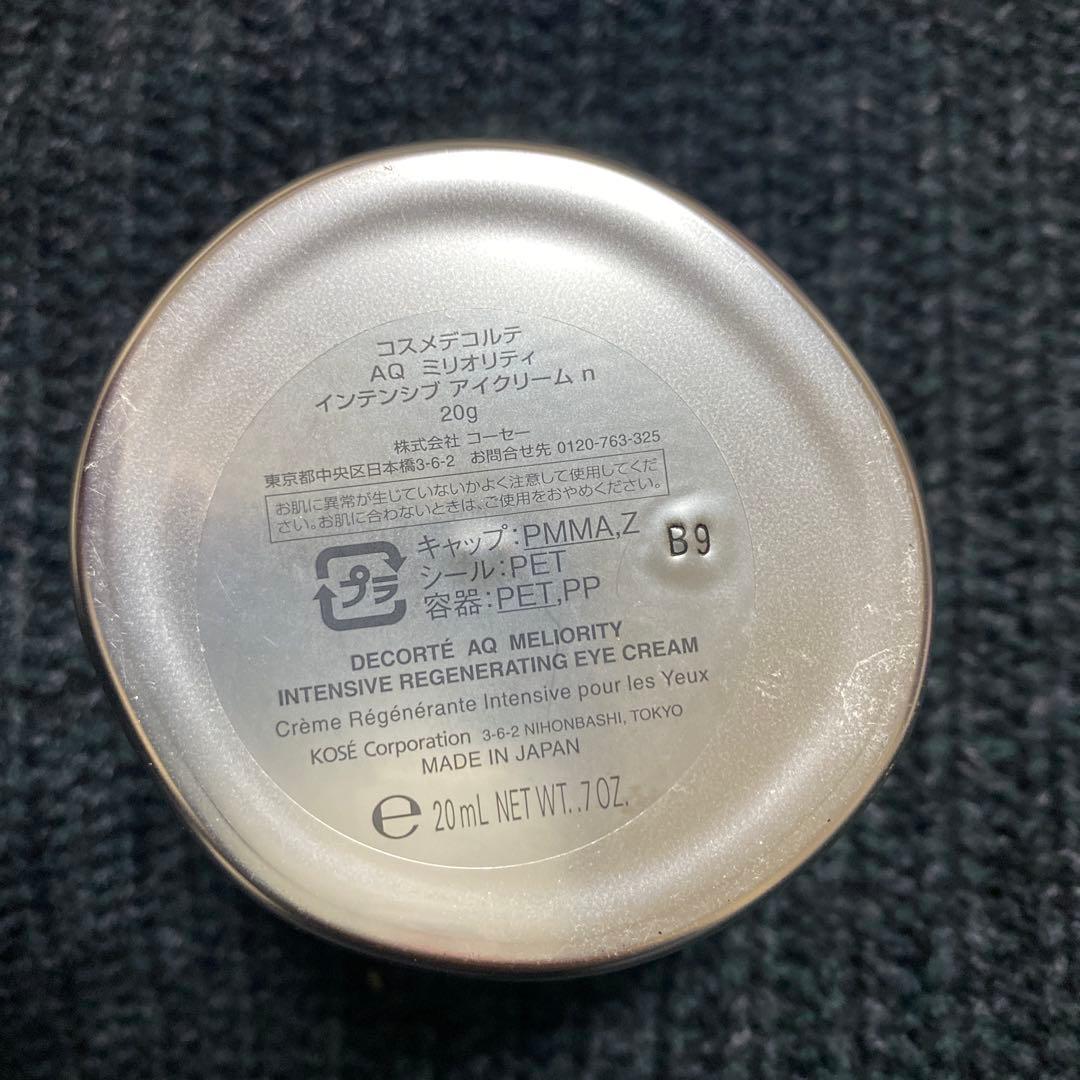 コスメデコルテ
AQ ミリオリティ
インテンシブ アイクリーム n
20g
株式会社 コーセー
東京都中央区日本橋3-6-2 お問合せ先 0120-763-325
お肌に異常が生じていないかよく注意して使用してくだ
さい。お肌に合わないときは、ご使用をおやめください。
プラ
キャップ:PMMA,Z
シール:PET
容器:PET,PP
B9
DECORTÉ AQ MELIORITY
INTENSIVE REGENERATING EYE CREAM
Crème Régénérante Intensive pour les Yeux
KOSÉ Corporation 3-6-2 NIHONBASHI, TOKYO
MADE IN JAPAN
℮ 20mL NET WT. .7 OZ.